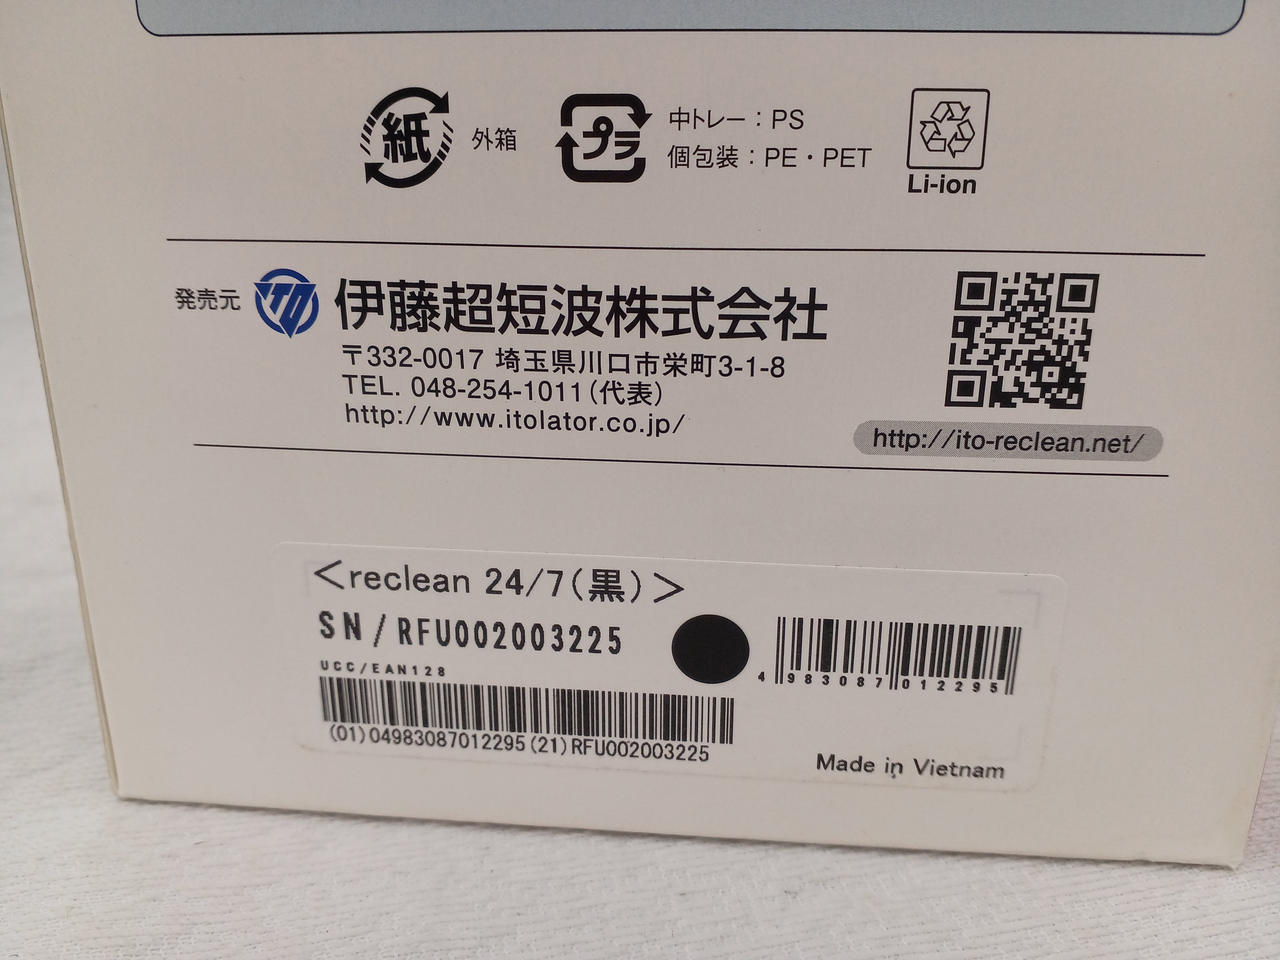 紙 外箱
プラ 中トレー：PS
個包装：PE・PET
Li-ion
発売元 ITO 伊藤超短波株式会社
〒332-0017 埼玉県川口市栄町3-1-8
TEL. 048-254-1011（代表）
http://www.itolator.co.jp/
http://ito-reclean.net/
＜reclean 24/7(黒)＞
SN/RFU002003225
UCC/EAN128
(01)04983087012295(21)RFU002003225
4 983087 012295
Made in Vietnam